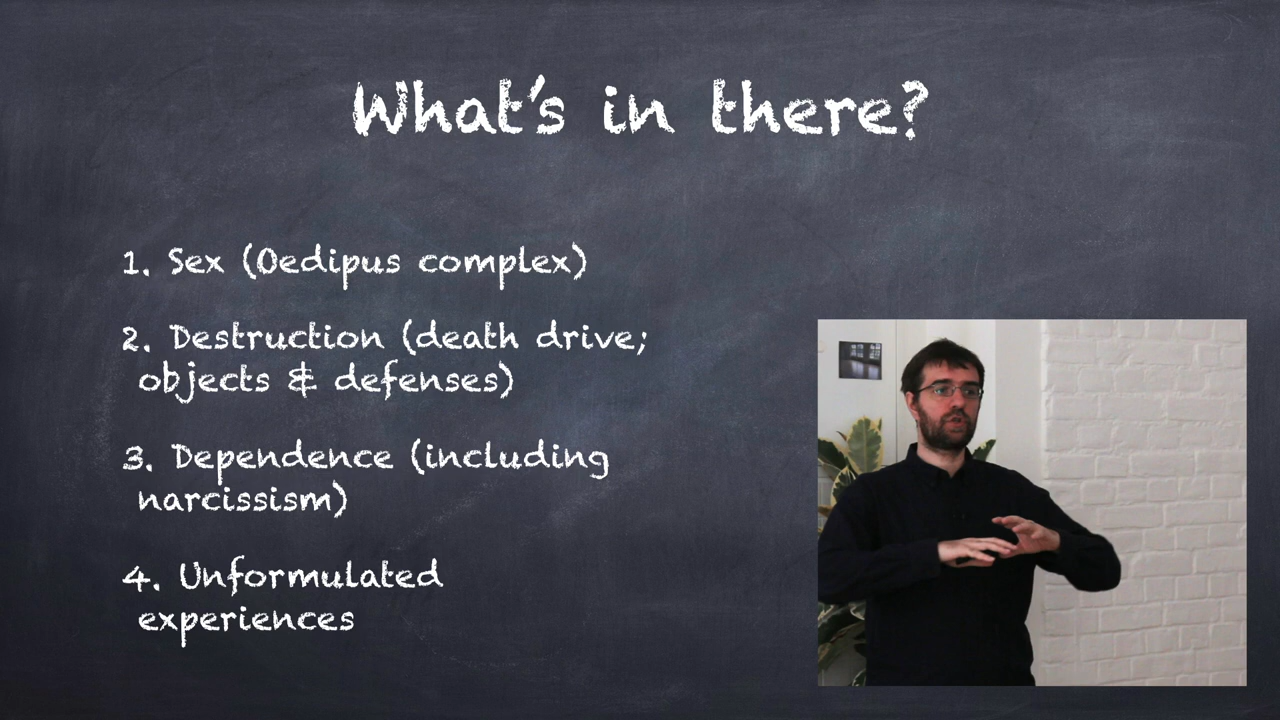 What's in there?
1. Sex (Oedipus complex)
2. Destruction (death drive;
objects & defenses)
3. Dependence (including
narcissism)
4. Unformulated
experiences